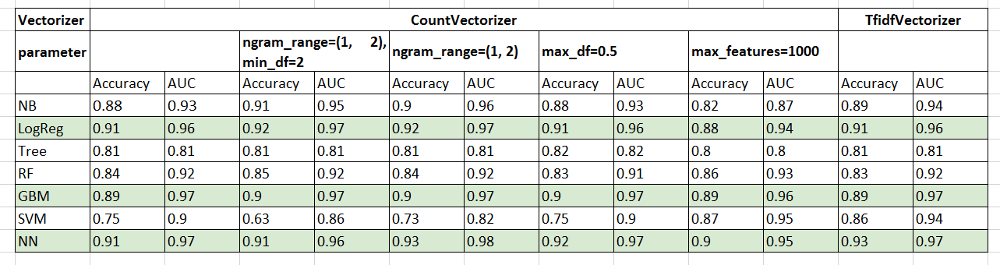 Vectorizer CountVectorizer TfidfVectorizer
ngram_range=(1, 2),
parameter ngram_range=(1, 2) max_df=0.5 max_features=1000
min_df=2
Accuracy AUC Accuracy AUC Accuracy AUC Accuracy AUC Accuracy AUC Accuracy AUC
NB 0.88 0.93 0.91 0.95 0.9 0.96 0.88 0.93 0.82 0.87 0.89 0.94
LogReg 0.91 0.96 0.92 0.97 0.92 0.97 0.91 0.96 0.88 0.94 0.91 0.96
Tree 0.81 0.81 0.81 0.81 0.81 0.81 0.82 0.82 0.8 0.8 0.81 0.81
RF 0.84 0.92 0.85 0.92 0.84 0.92 0.83 0.91 0.86 0.93 0.83 0.92
GBM 0.89 0.97 0.9 0.97 0.9 0.97 0.9 0.97 0.89 0.96 0.89 0.97
SVM 0.75 0.9 0.63 0.86 0.73 0.82 0.75 0.9 0.87 0.95 0.86 0.94
NN 0.91 0.97 0.91 0.96 0.93 0.98 0.92 0.97 0.9 0.95 0.93 0.97